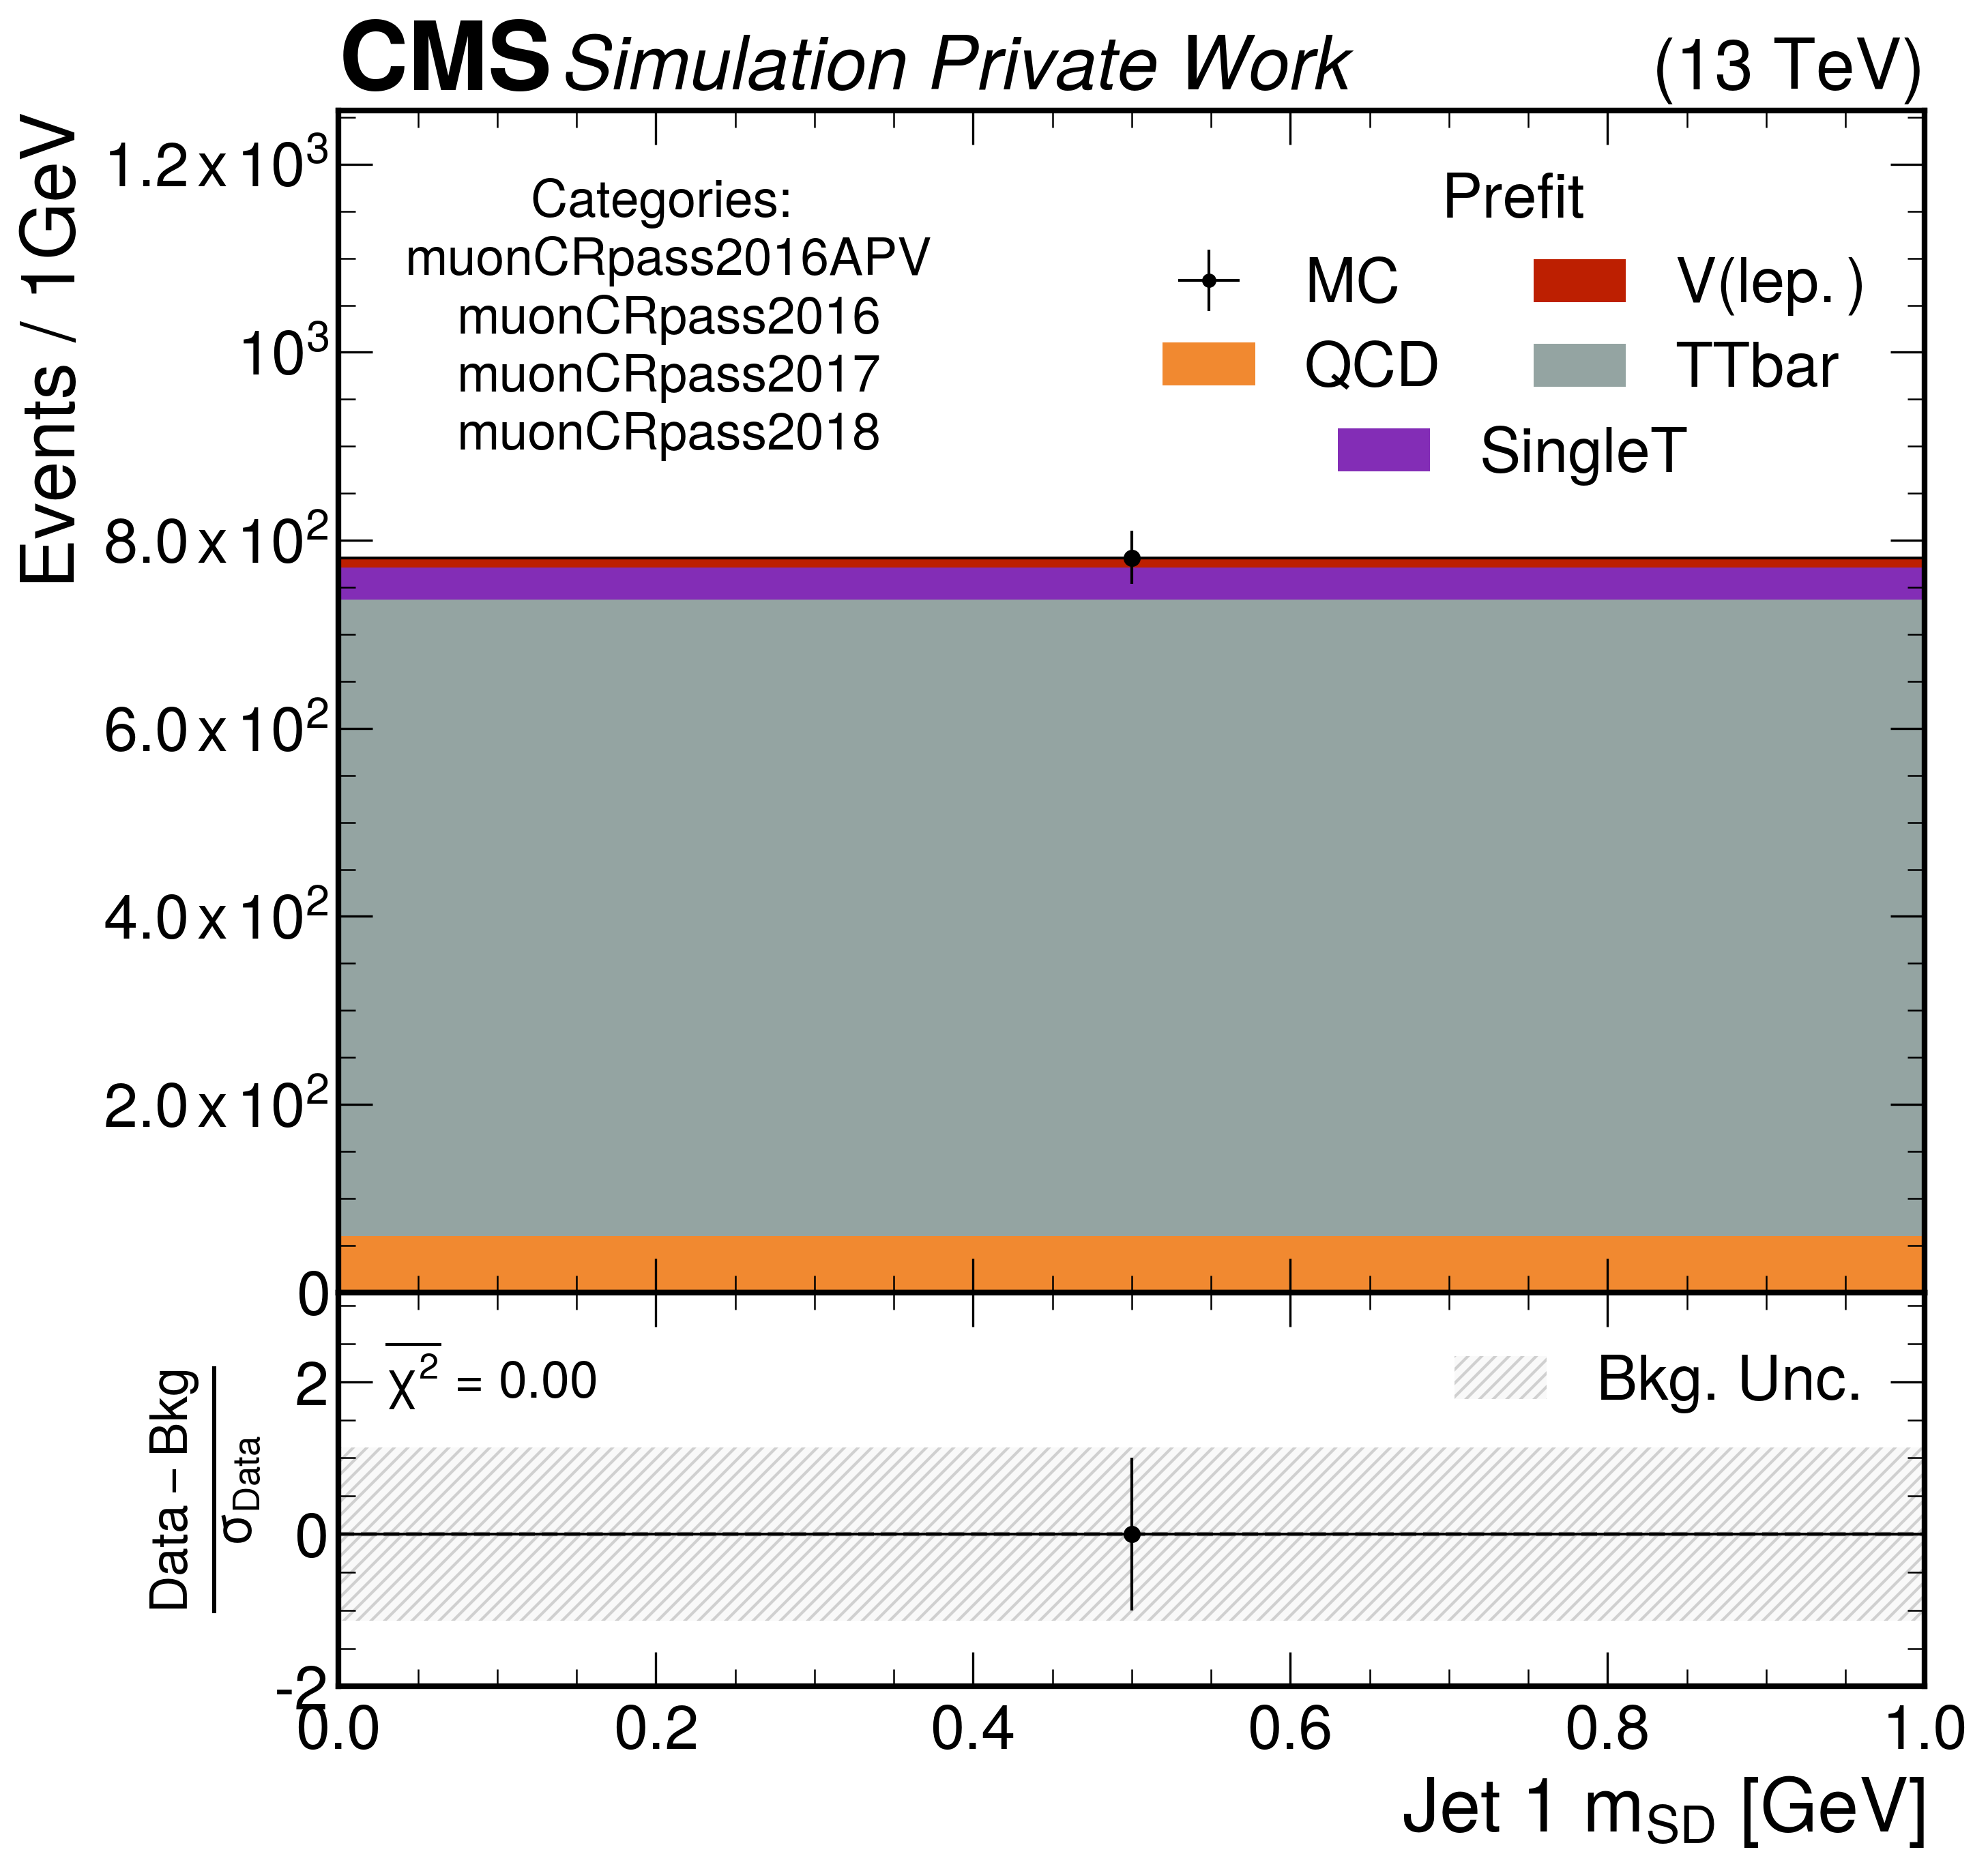 CMS Simulation Private Work (13 TeV)
Events / 1GeV
1.2 x 10³
10³
8.0 x 10²
6.0 x 10²
4.0 x 10²
2.0 x 10²
0
Categories:
muonCRpass2016APV
muonCRpass2016
muonCRpass2017
muonCRpass2018
Prefit
MC
V(lep.)
QCD
TTbar
SingleT
Data – Bkg
σ_Data
2
0
-2
χ² = 0.00
Bkg. Unc.
0.0 0.2 0.4 0.6 0.8 1.0
Jet 1 m_SD [GeV]